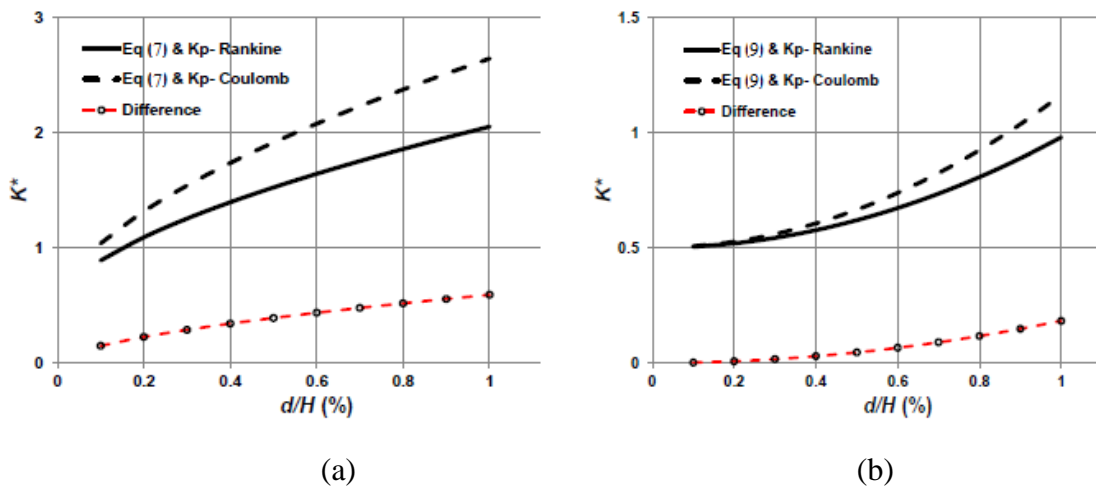 3
Eq (7) & Kp- Rankine
Eq (7) & Kp- Coulomb
Difference
2
K*
1
0
0 0.2 0.4 0.6 0.8 1
d/H (%)
(a)
1.5
Eq (9) & Kp- Rankine
Eq (9) & Kp- Coulomb
Difference
1
K*
0.5
0
0 0.2 0.4 0.6 0.8 1
d/H (%)
(b)